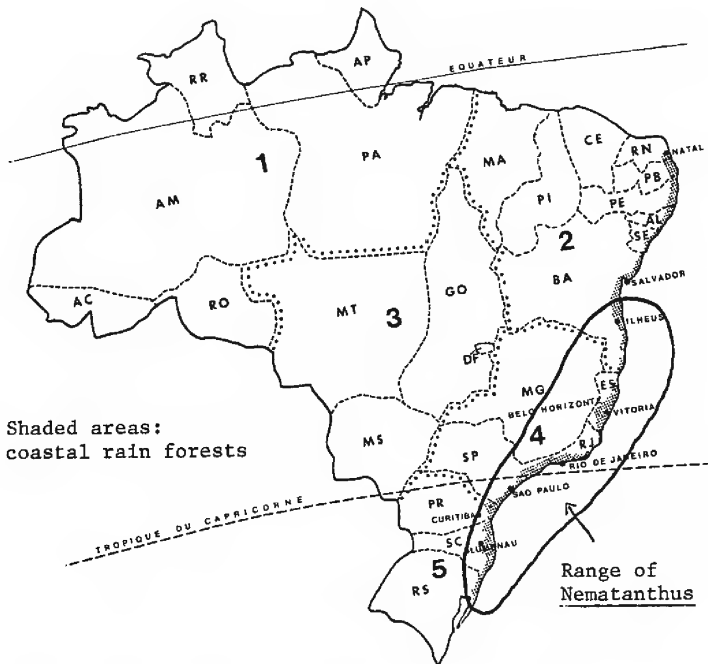 AP
RR
EQUATEUR
1
PA
MA
CE
RN
NATAL
PB
AM
PI
PE
AL
SE
2
BA
SALVADOR
AC
RO
MT
3
GO
ILHEUS
DF
MG
ES
BELO HORIZONTE
VITORIA
4
Shaded areas:
coastal rain forests
MS
SP
RJ
RIO DE JANEIRO
SAO PAULO
TROPIQUE DU CAPRICORNE
PR
CURITIBA
SC
BLUMENAU
5
RS
Range of
Nematanthus